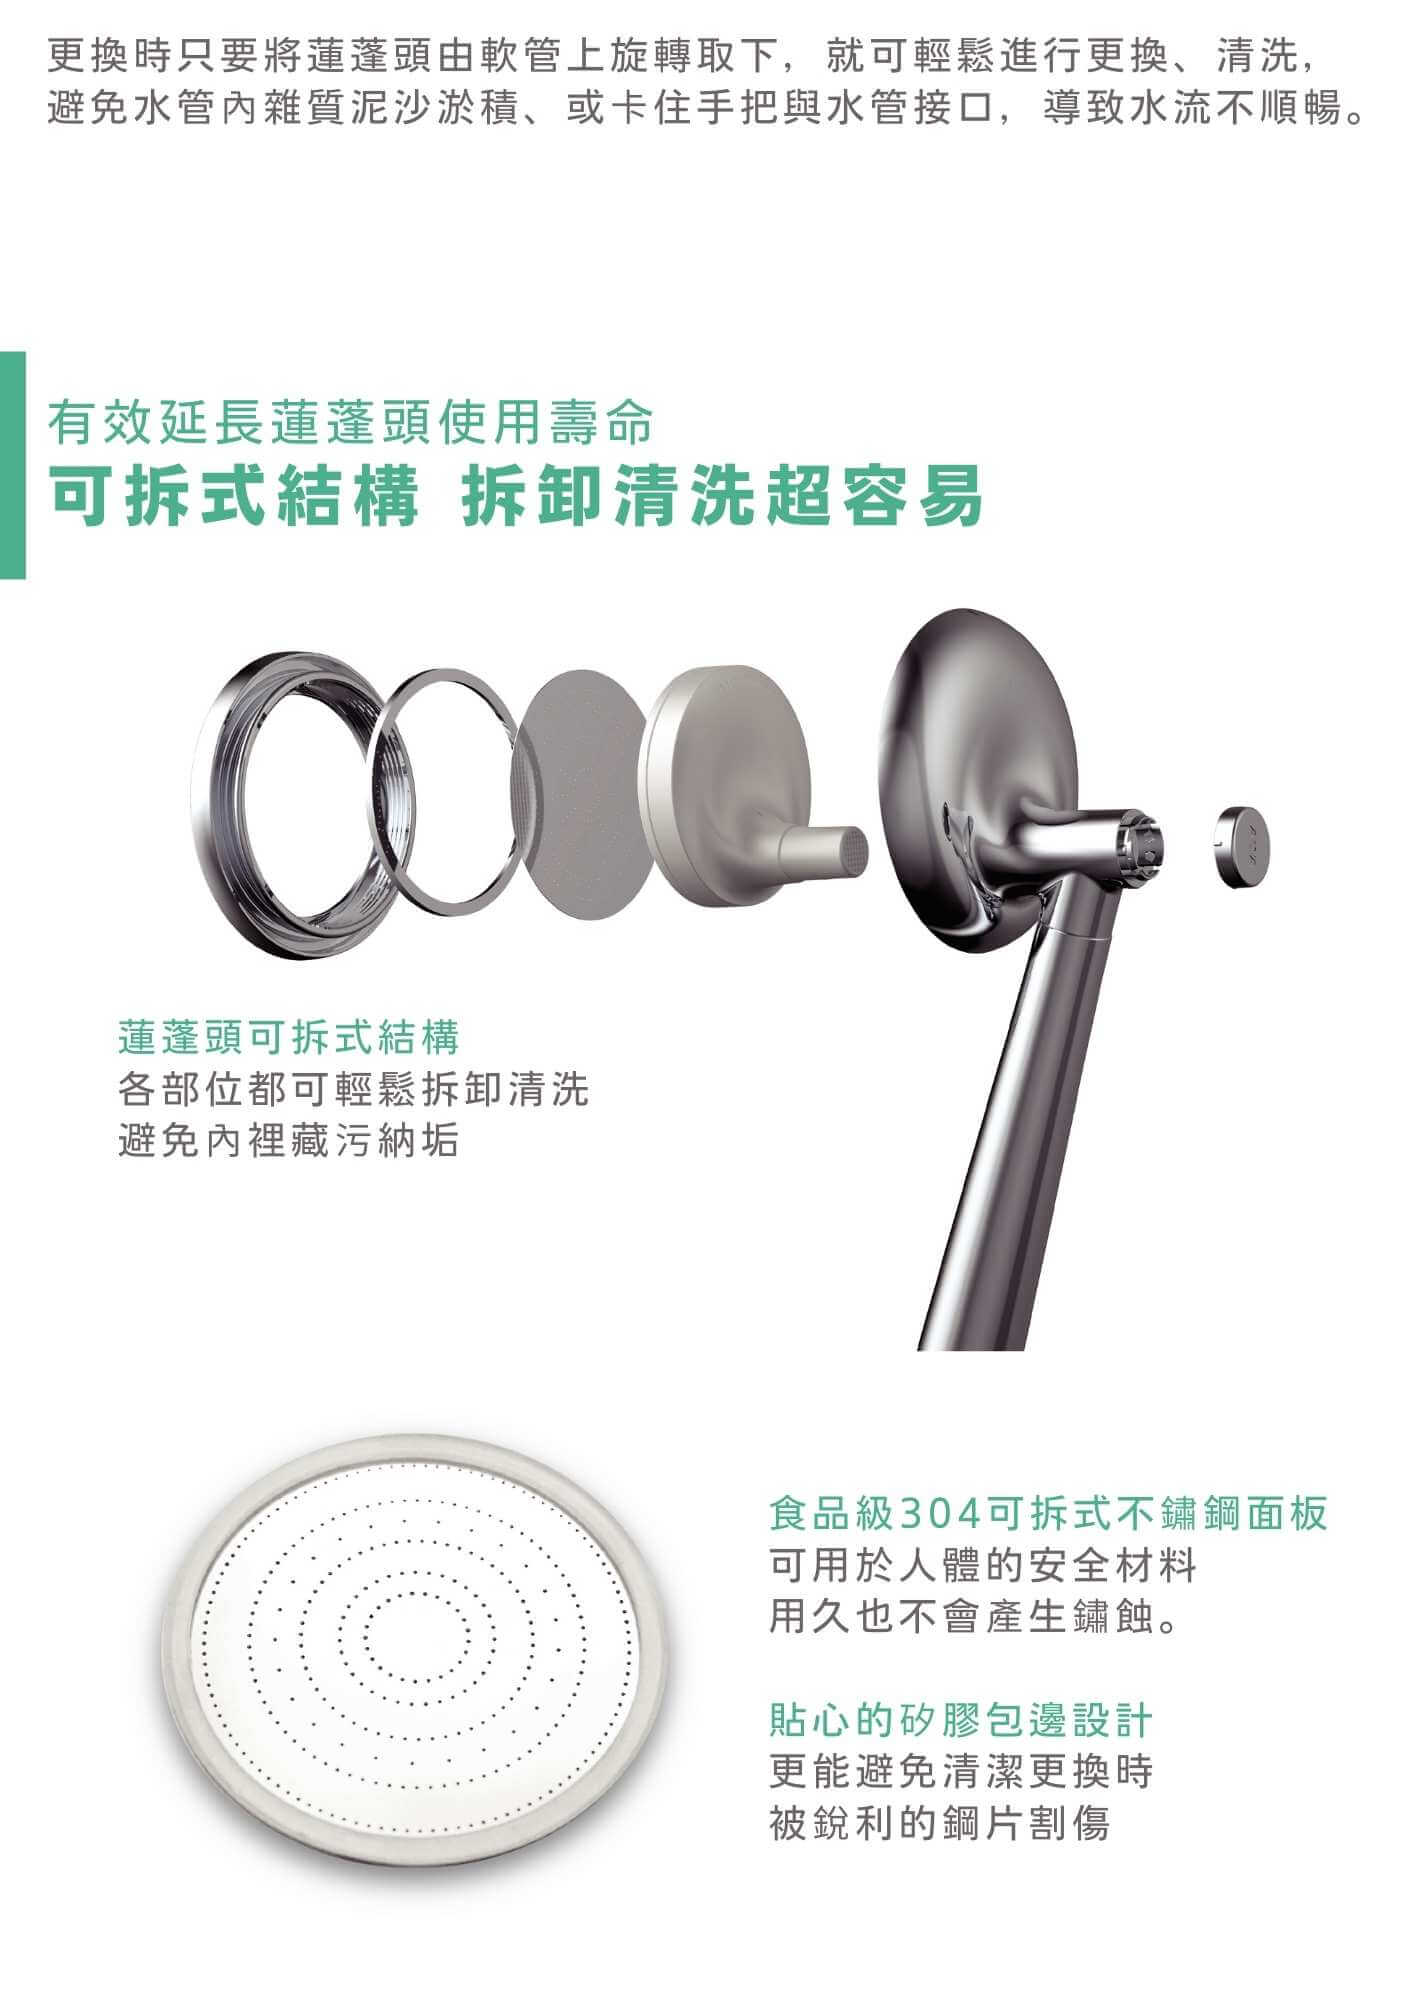 更換時只要將蓮蓬頭由軟管上旋轉取下，就可輕鬆進行更換、清洗，
避免水管內雜質泥沙淤積、或卡住手把與水管接口，導致水流不順暢。
有效延長蓮蓬頭使用壽命
可拆式結構 拆卸清洗超容易
蓮蓬頭可拆式結構
各部位都可輕鬆拆卸清洗
避免內裡藏污納垢
食品級304可拆式不鏽鋼面板
可用於人體的安全材料
用久也不會產生鏽蝕。
貼心的矽膠包邊設計
更能避免清潔更換時
被銳利的鋼片割傷